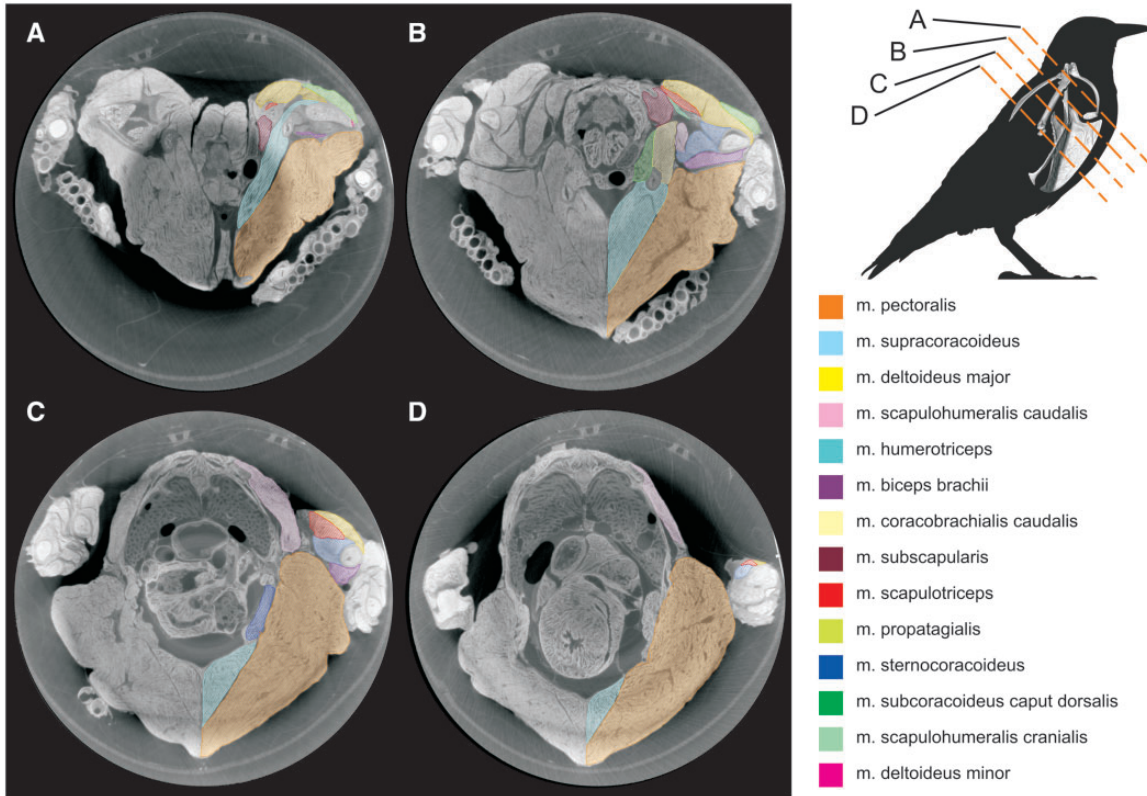 A
B
C
D
A
B
C
D
m. pectoralis
m. supracoracoideus
m. deltoideus major
m. scapulohumeralis caudalis
m. humerotriceps
m. biceps brachii
m. coracobrachialis caudalis
m. subscapularis
m. scapulotriceps
m. propatagialis
m. sternocoracoideus
m. subcoracoideus caput dorsalis
m. scapulohumeralis cranialis
m. deltoideus minor